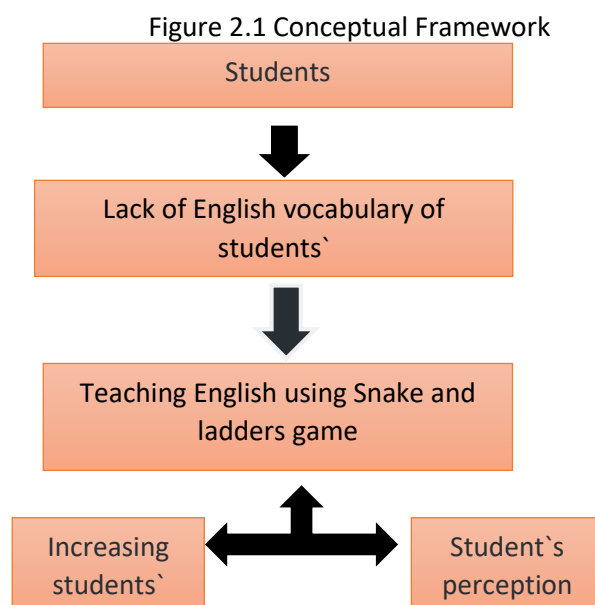 Figure 2.1 Conceptual Framework
Students
Lack of English vocabulary of
students`
Teaching English using Snake and
ladders game
Increasing
students`
Student`s
perception